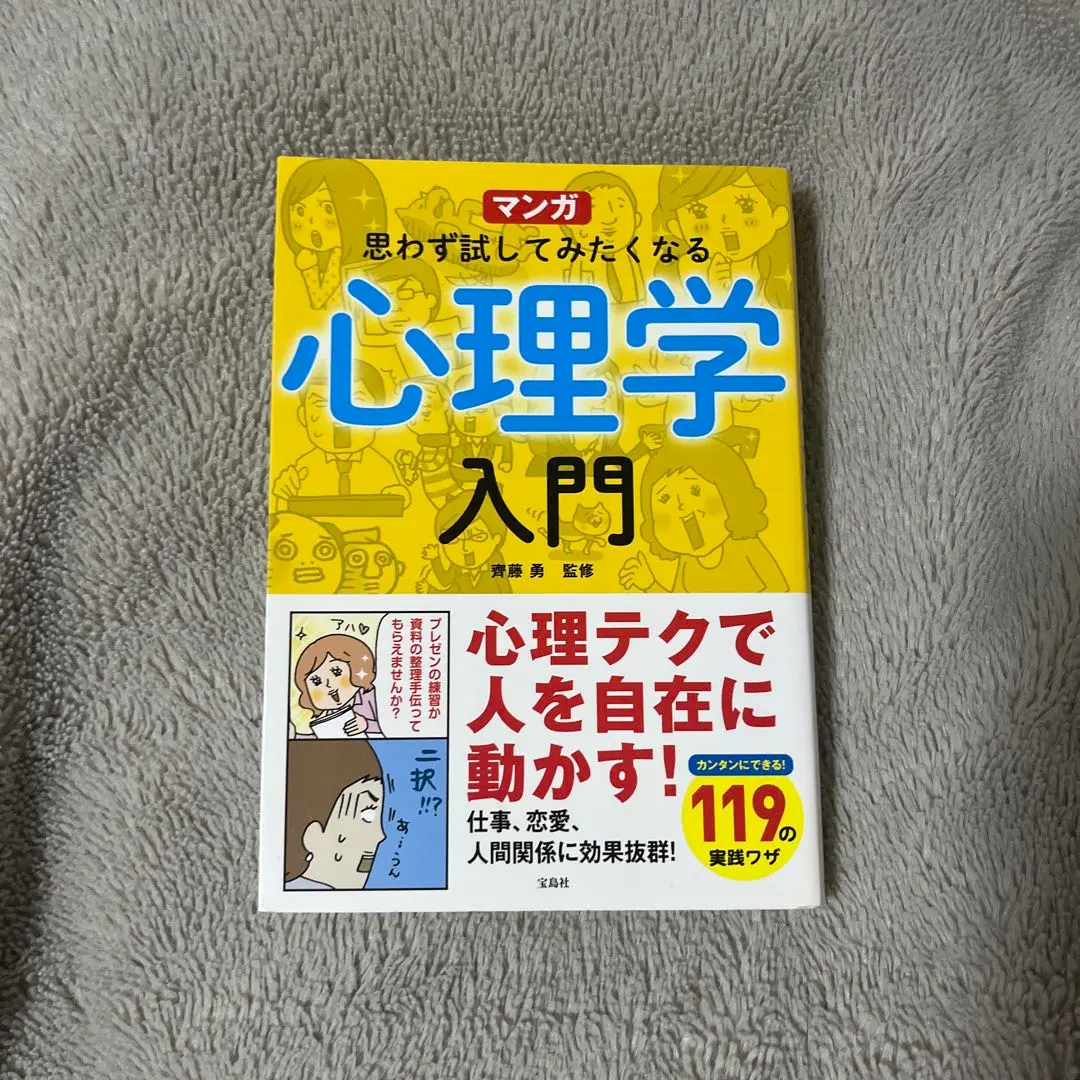 マンガ
思わず試してみたくなる
心理学
入門
齊藤 勇 監修
アハ♡
プレゼンの練習か
資料の整理手伝って
もらえませんか？
二択!!?
あ…うん
心理テクで
人を自在に
動かす！
仕事、恋愛、
人間関係に効果抜群！
カンタンにできる！
119の
実践ワザ
宝島社